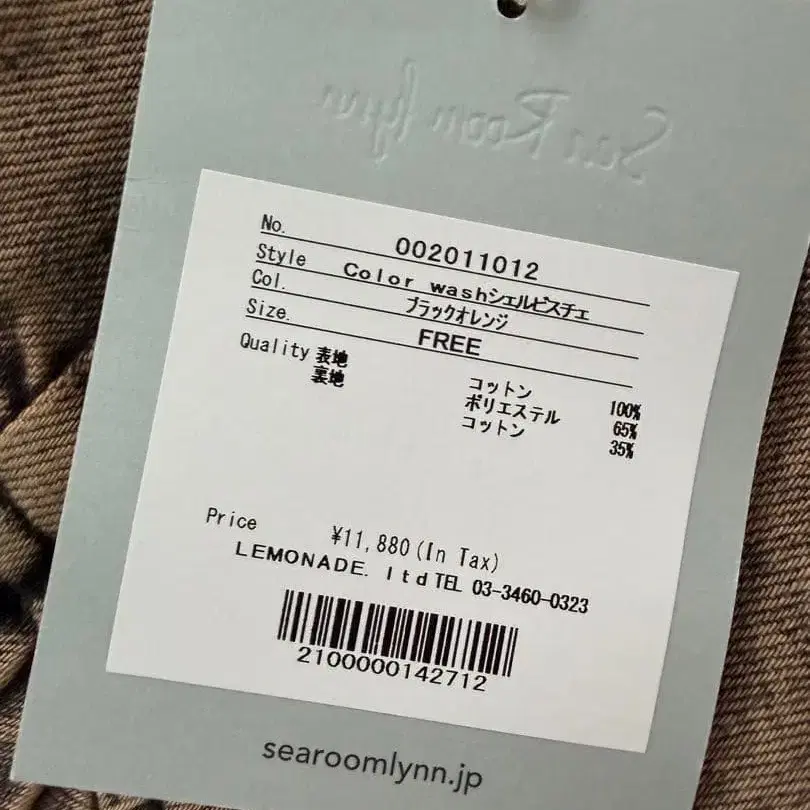 Sea Room lynn
No. 002011012
Style Color washシェルビスチェ
Col. ブラックオレンジ
Size. FREE
Quality 表地 コットン 100%
裏地 ポリエステル 65%
コットン 35%
Price ¥11,880(In Tax)
LEMONADE. ltd TEL 03-3460-0323
2100000142712
searoomlynn.jp